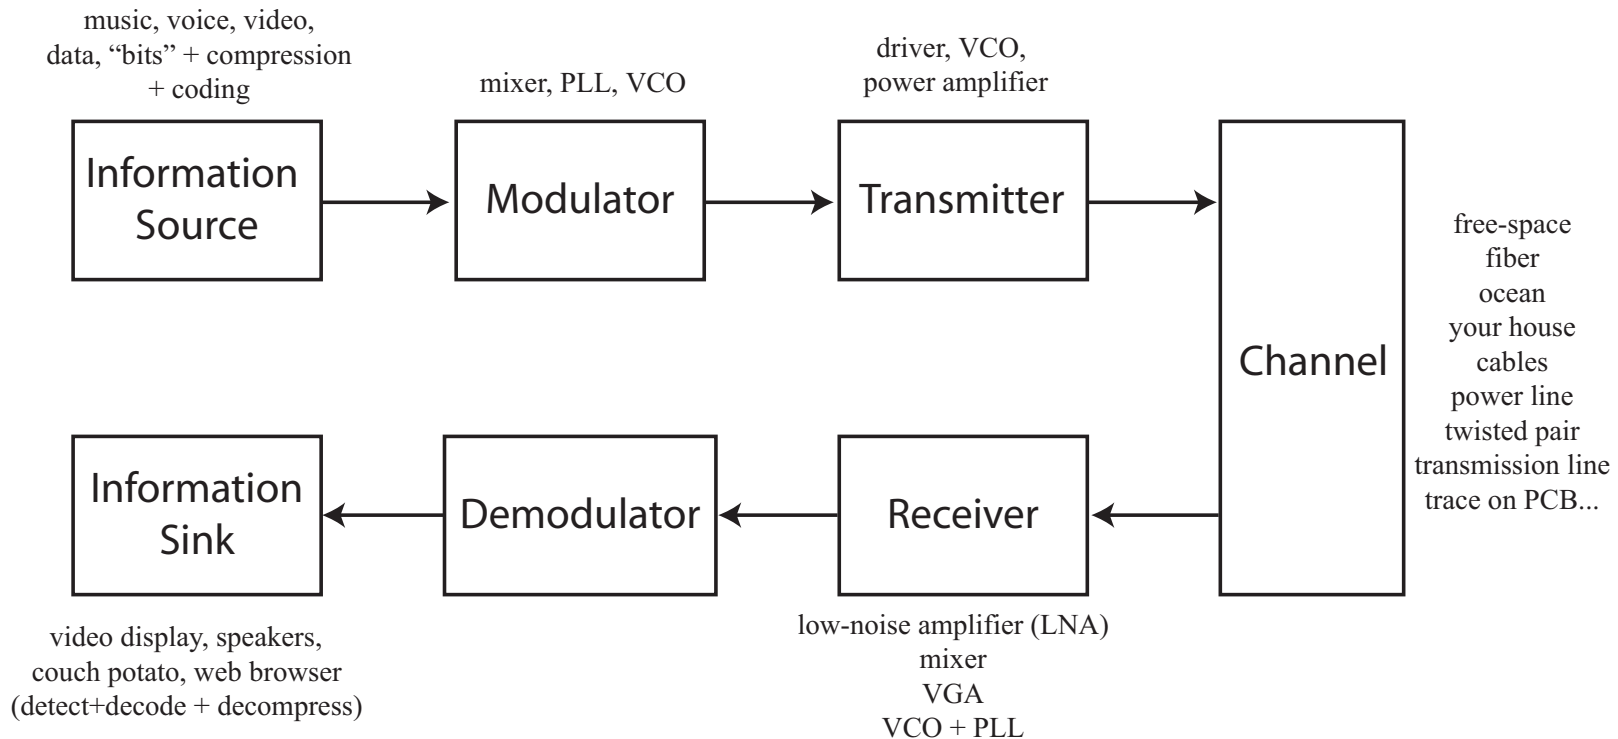 music, voice, video,
data, “bits” + compression
+ coding
mixer, PLL, VCO
driver, VCO,
power amplifier
Information
Source
Modulator
Transmitter
Channel
free-space
fiber
ocean
your house
cables
power line
twisted pair
transmission line
trace on PCB...
Information
Sink
Demodulator
Receiver
video display, speakers,
couch potato, web browser
(detect+decode + decompress)
low-noise amplifier (LNA)
mixer
VGA
VCO + PLL